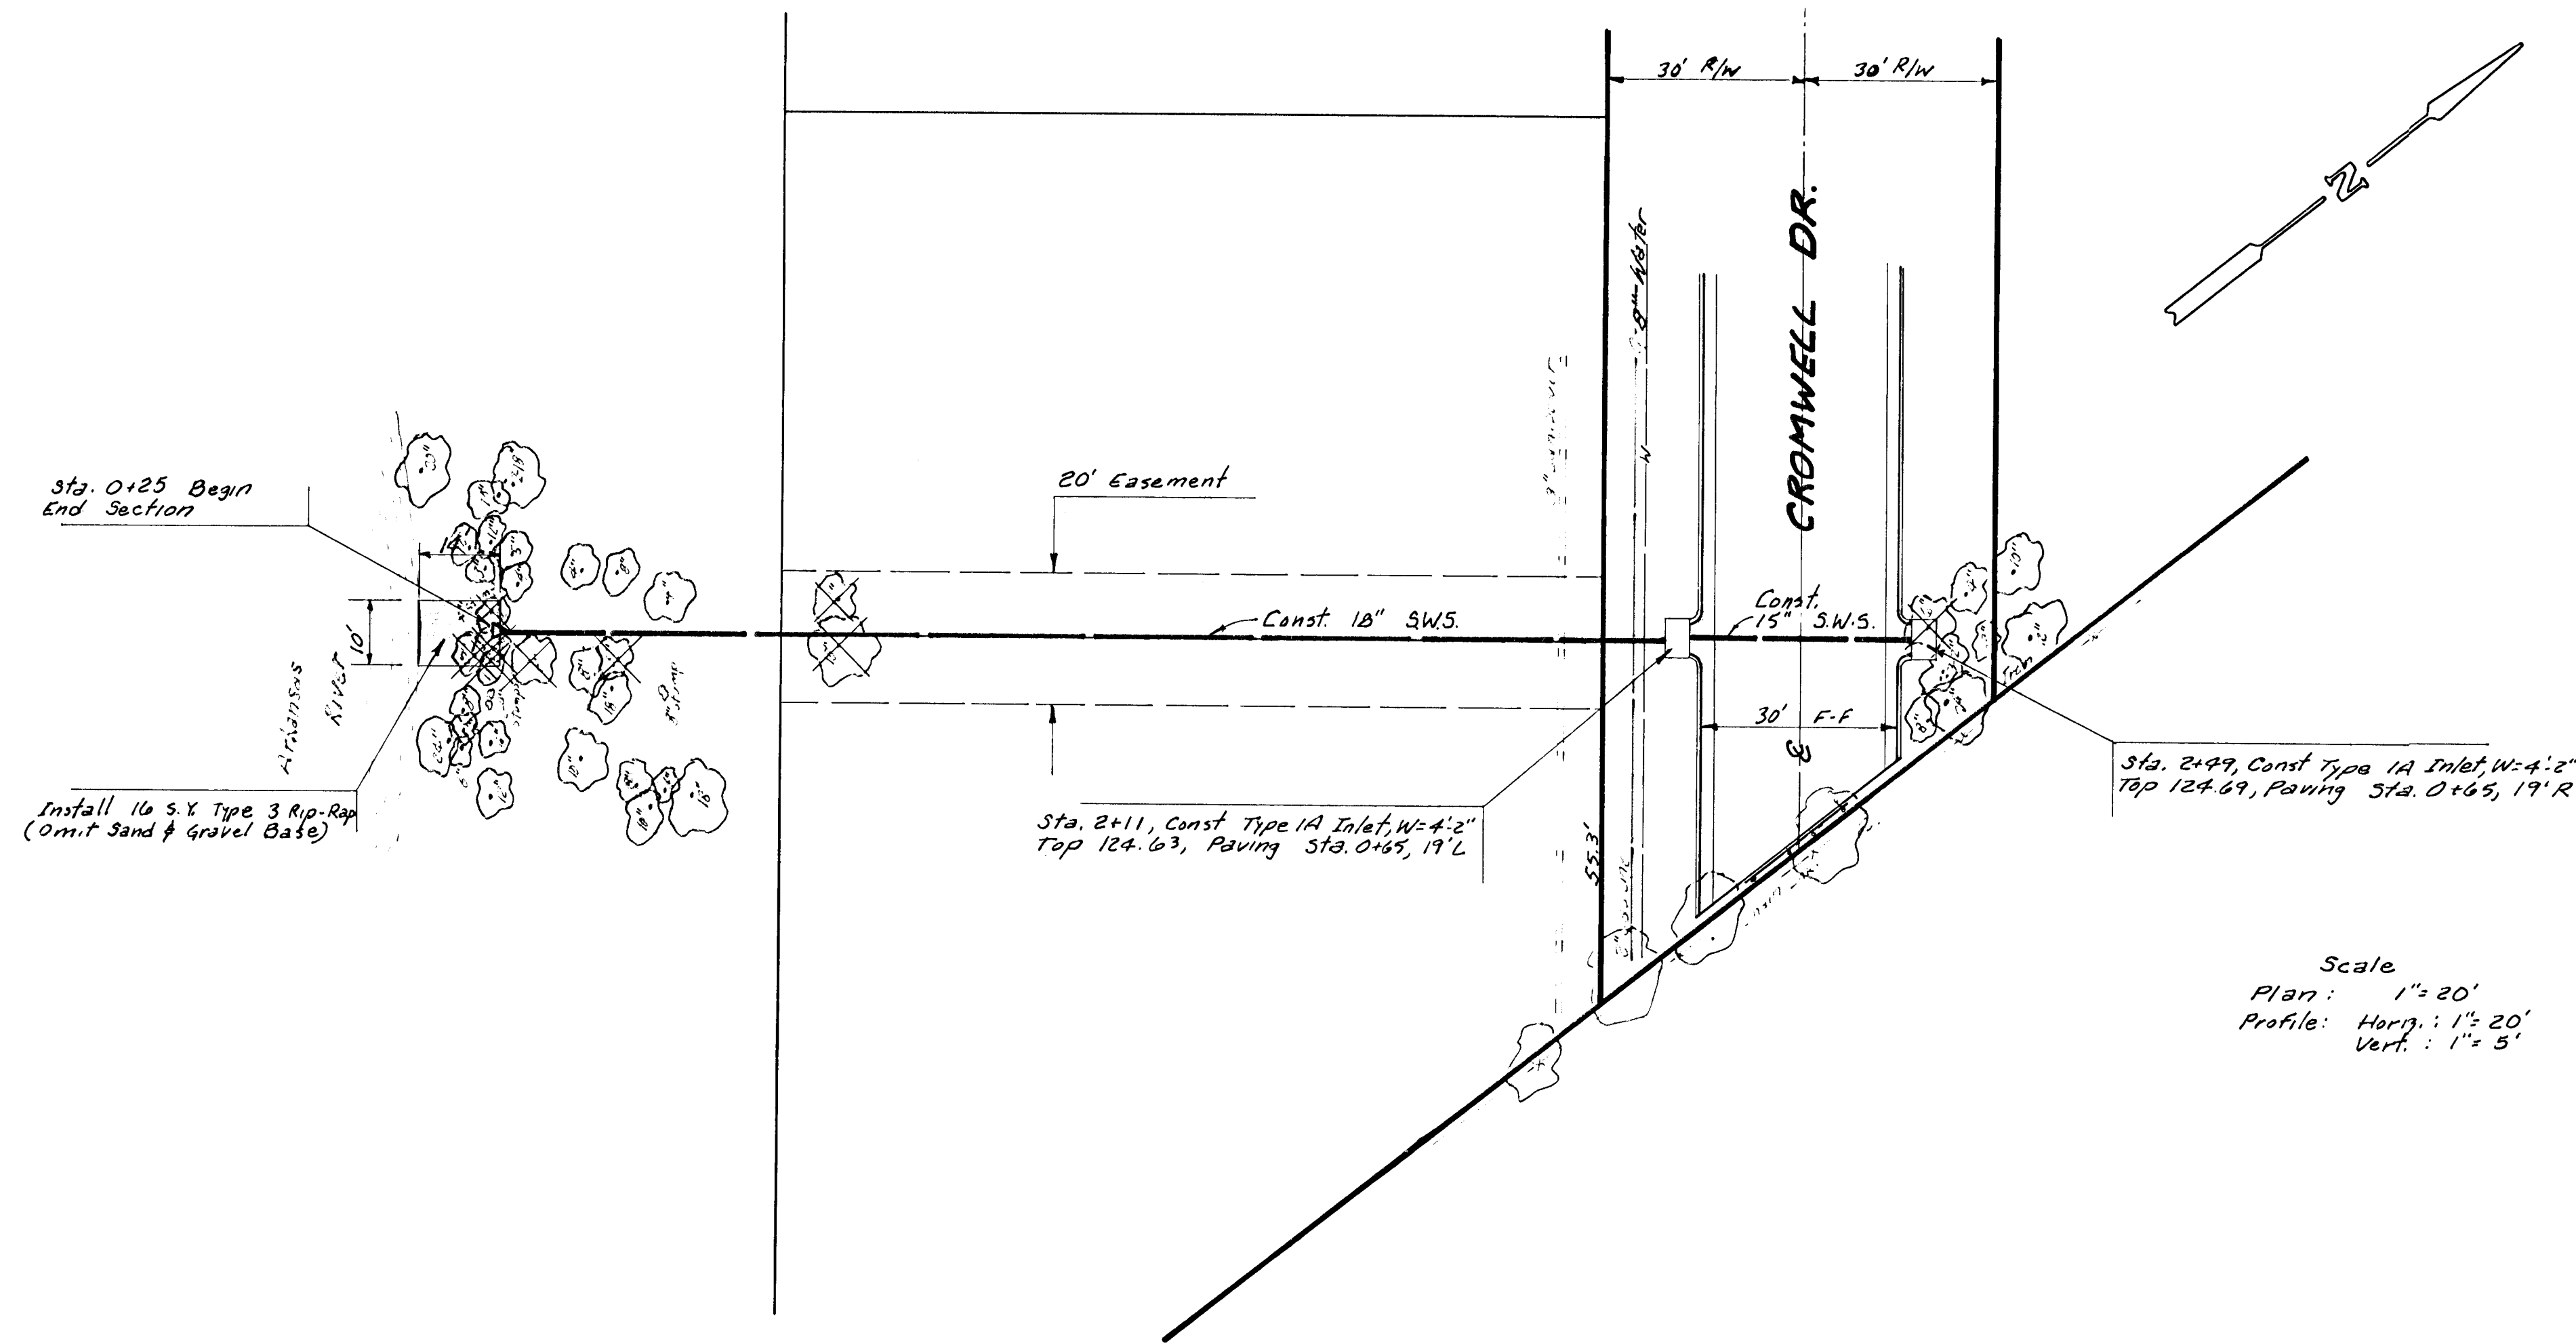 30' R/W
30' R/W
N
CROMWELL DR.
8" Water
W
Sta. 0+25 Begin
End Section
20' Easement
14'
10'
Const. 18" S.W.S.
Const.
15" S.W.S.
Arkansas
River
30' F-F
Install 16 S.Y. Type 3 Rip-Rap
(Omit Sand & Gravel Base)
Sta. 2+11, Const Type 1A Inlet, W=4'-2"
Top 124.63, Paving Sta. 0+65, 19' L
Sta. 2+49, Const Type 1A Inlet, W=4'-2"
Top 124.69, Paving Sta. 0+65, 19' R
55.3'
Scale
Plan : 1"= 20'
Profile: Horiz. : 1"= 20'
Vert. : 1"= 5'